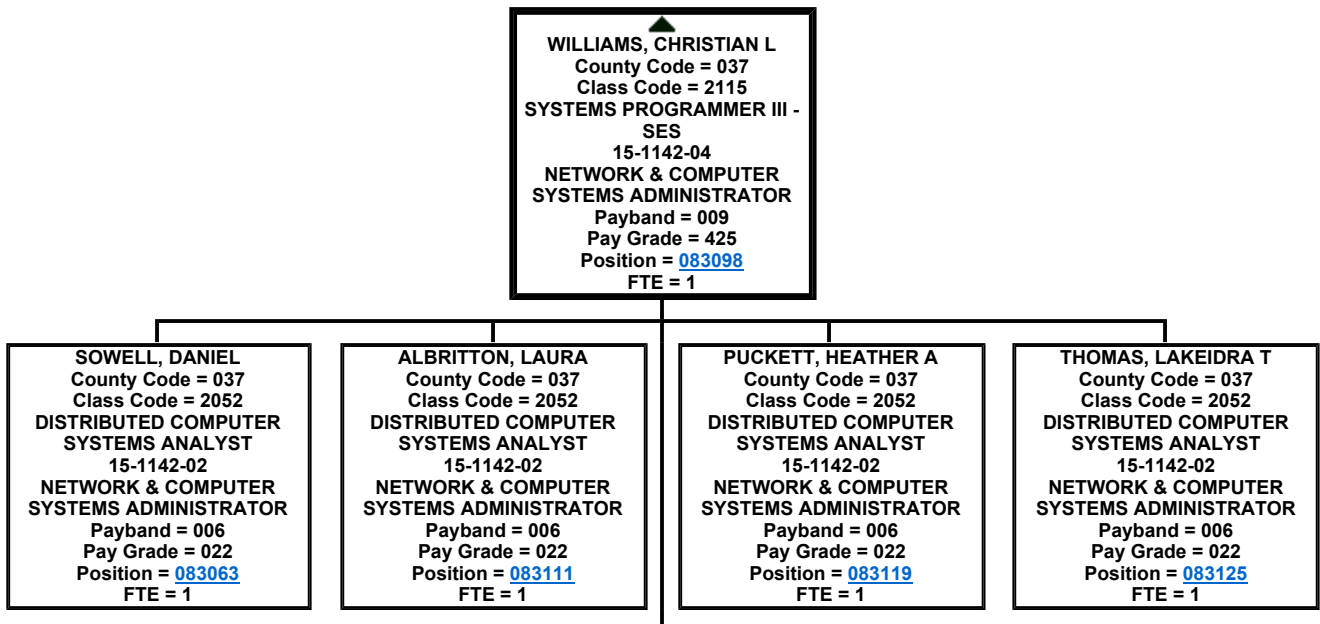 WILLIAMS, CHRISTIAN L
County Code = 037
Class Code = 2115
SYSTEMS PROGRAMMER III -
SES
15-1142-04
NETWORK & COMPUTER
SYSTEMS ADMINISTRATOR
Payband = 009
Pay Grade = 425
Position = 083098
FTE = 1
SOWELL, DANIEL
County Code = 037
Class Code = 2052
DISTRIBUTED COMPUTER
SYSTEMS ANALYST
15-1142-02
NETWORK & COMPUTER
SYSTEMS ADMINISTRATOR
Payband = 006
Pay Grade = 022
Position = 083063
FTE = 1
ALBRITTON, LAURA
County Code = 037
Class Code = 2052
DISTRIBUTED COMPUTER
SYSTEMS ANALYST
15-1142-02
NETWORK & COMPUTER
SYSTEMS ADMINISTRATOR
Payband = 006
Pay Grade = 022
Position = 083111
FTE = 1
PUCKETT, HEATHER A
County Code = 037
Class Code = 2052
DISTRIBUTED COMPUTER
SYSTEMS ANALYST
15-1142-02
NETWORK & COMPUTER
SYSTEMS ADMINISTRATOR
Payband = 006
Pay Grade = 022
Position = 083119
FTE = 1
THOMAS, LAKEIDRA T
County Code = 037
Class Code = 2052
DISTRIBUTED COMPUTER
SYSTEMS ANALYST
15-1142-02
NETWORK & COMPUTER
SYSTEMS ADMINISTRATOR
Payband = 006
Pay Grade = 022
Position = 083125
FTE = 1